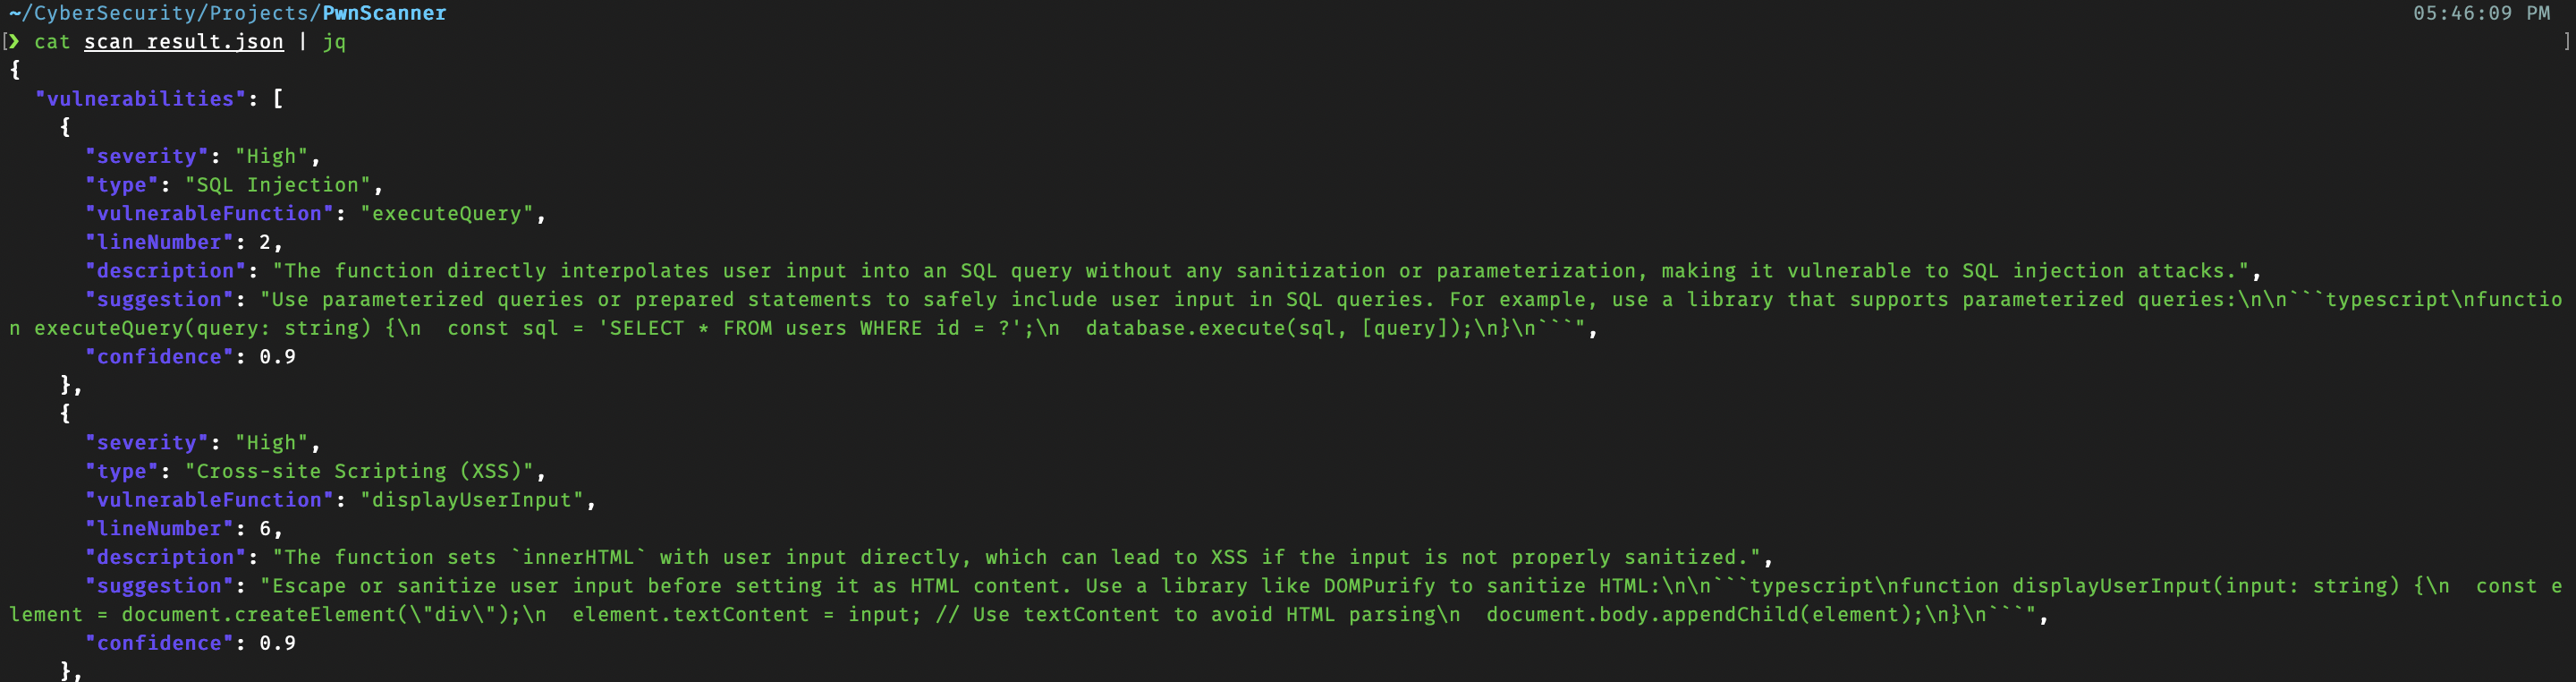 ~/CyberSecurity/Projects/PwnScanner 05:46:09 PM
[❯ cat scan_result.json | jq ]
{
  "vulnerabilities": [
    {
      "severity": "High",
      "type": "SQL Injection",
      "vulnerableFunction": "executeQuery",
      "lineNumber": 2,
      "description": "The function directly interpolates user input into an SQL query without any sanitization or parameterization, making it vulnerable to SQL injection attacks.",
      "suggestion": "Use parameterized queries or prepared statements to safely include user input in SQL queries. For example, use a library that supports parameterized queries:\n\n```typescript\nfunctio
n executeQuery(query: string) {\n  const sql = 'SELECT * FROM users WHERE id = ?';\n  database.execute(sql, [query]);\n}\n```",
      "confidence": 0.9
    },
    {
      "severity": "High",
      "type": "Cross-site Scripting (XSS)",
      "vulnerableFunction": "displayUserInput",
      "lineNumber": 6,
      "description": "The function sets `innerHTML` with user input directly, which can lead to XSS if the input is not properly sanitized.",
      "suggestion": "Escape or sanitize user input before setting it as HTML content. Use a library like DOMPurify to sanitize HTML:\n\n```typescript\nfunction displayUserInput(input: string) {\n  const e
lement = document.createElement(\"div\");\n  element.textContent = input; // Use textContent to avoid HTML parsing\n  document.body.appendChild(element);\n}\n```",
      "confidence": 0.9
    },